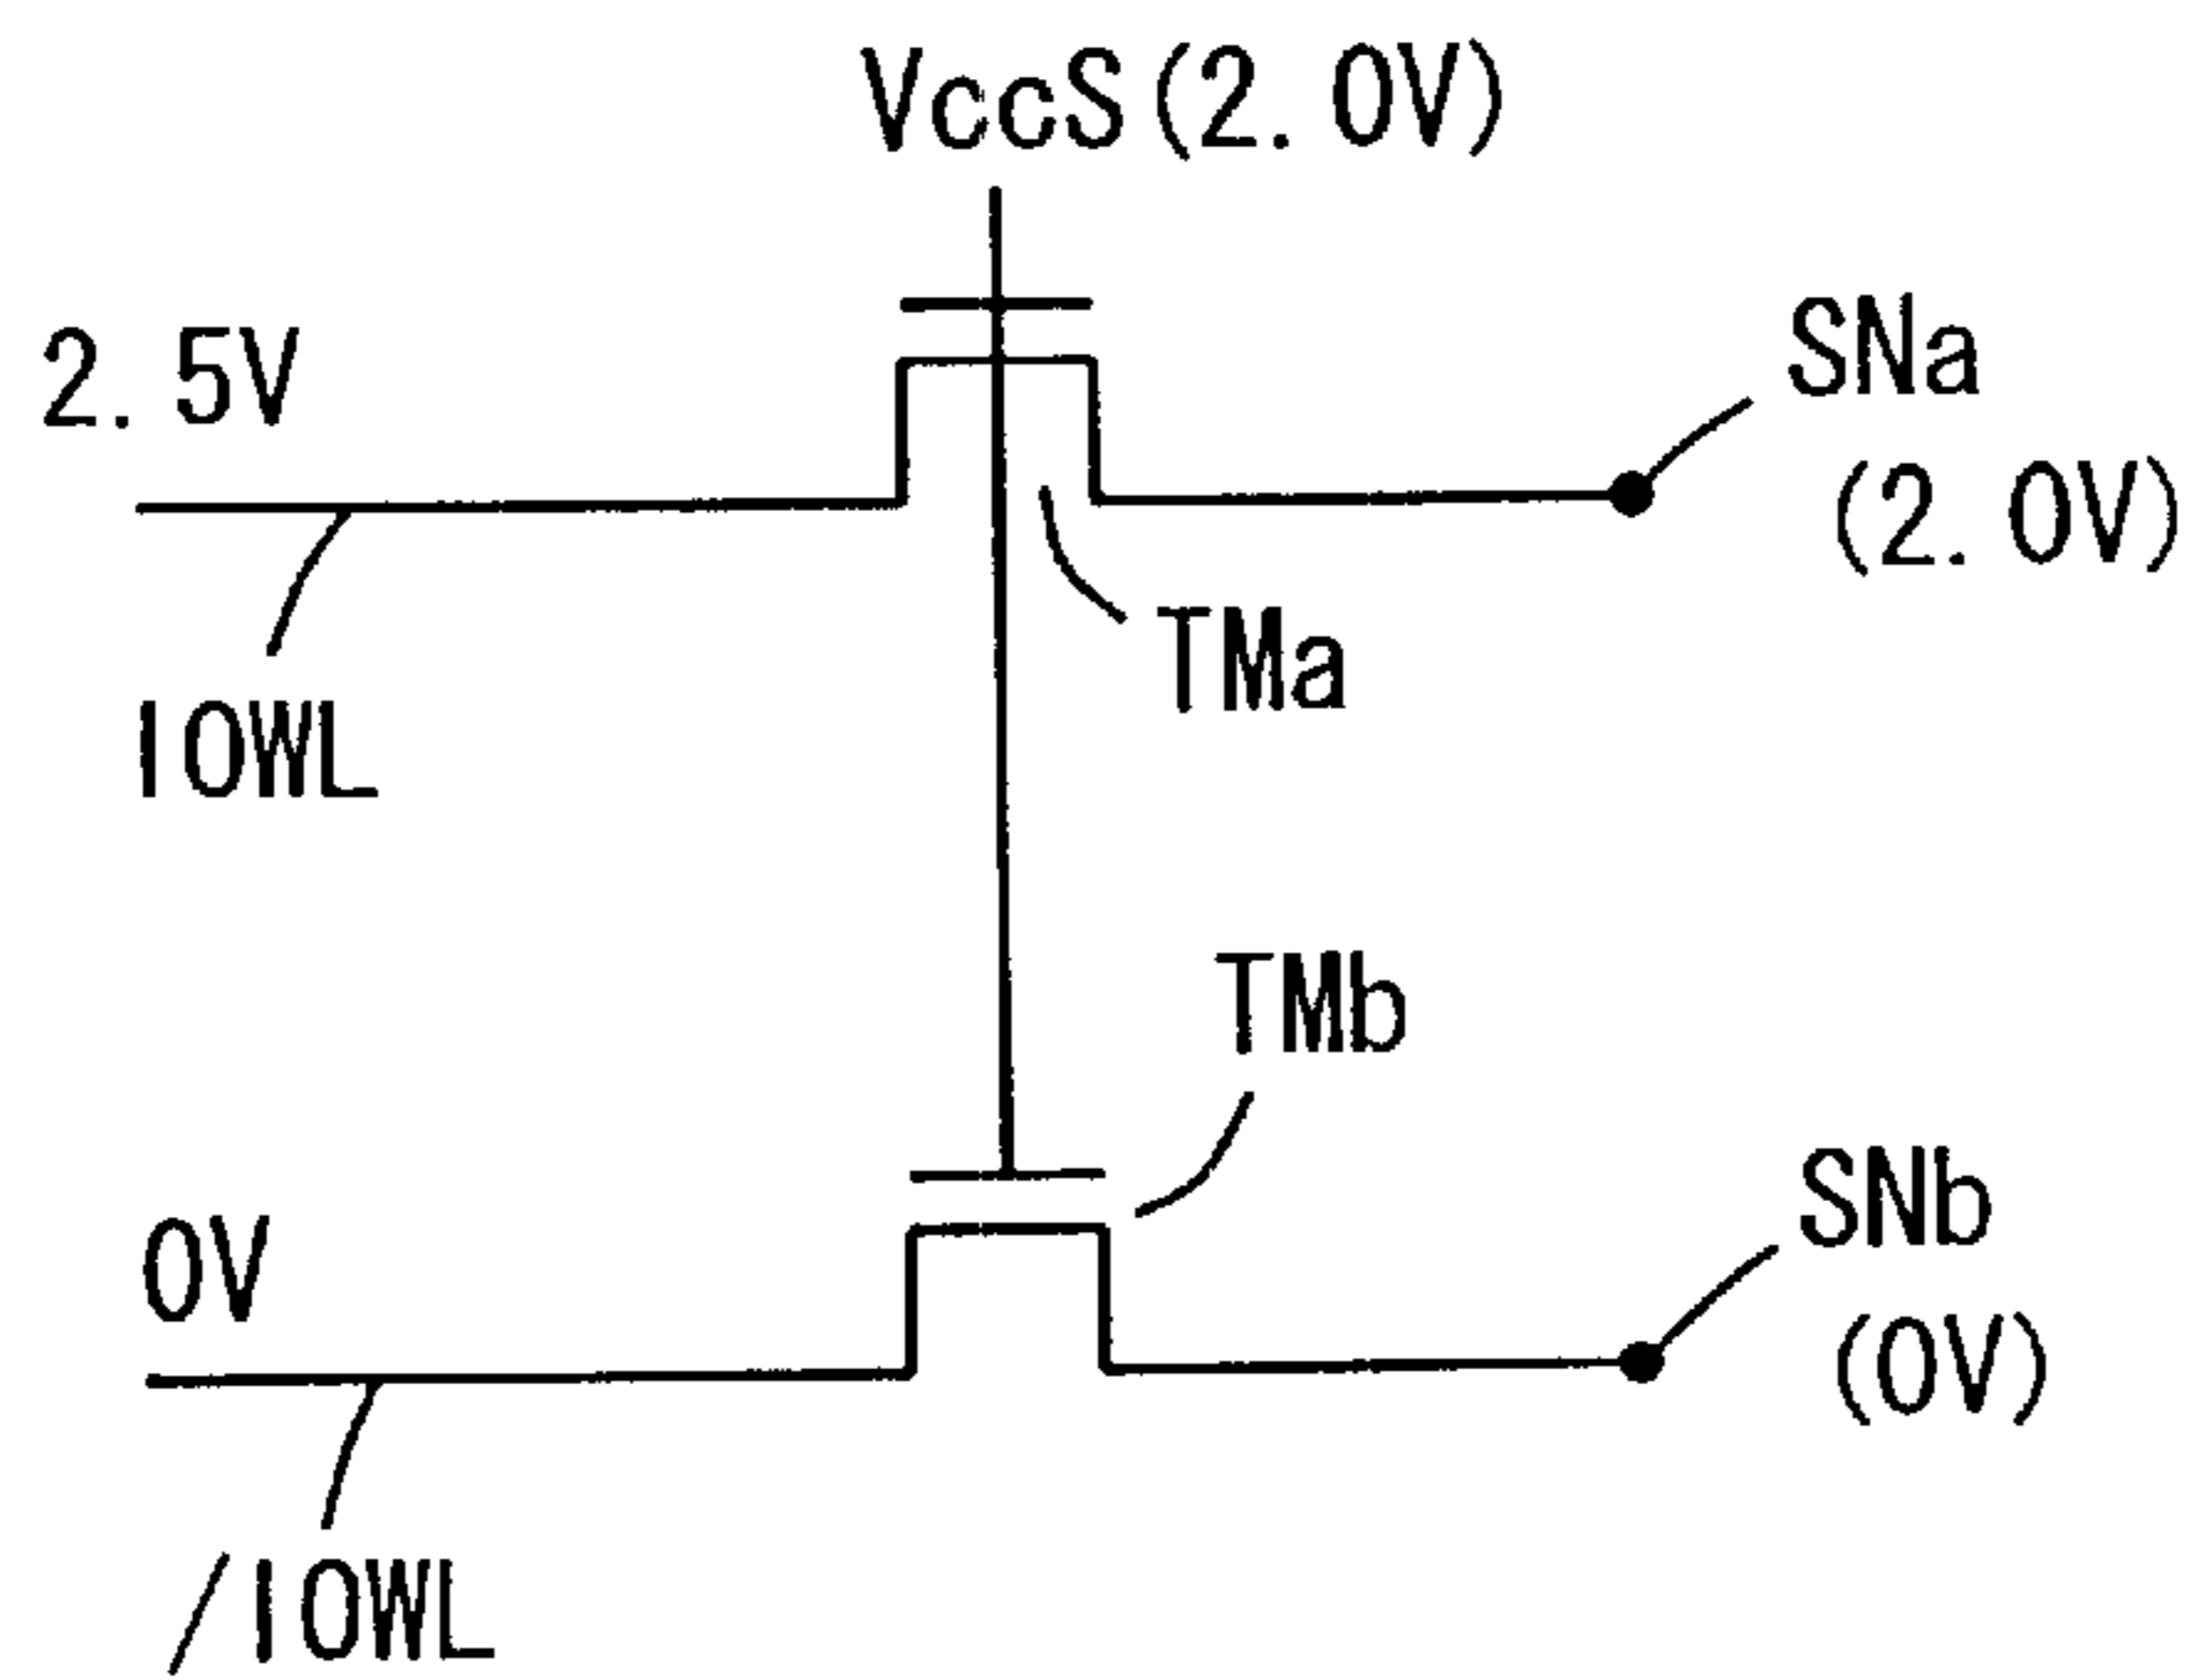 VccS(2.0V)
2.5V
SNa
(2.0V)
TMa
IOWL
TMb
SNb
0V
(0V)
/IOWL